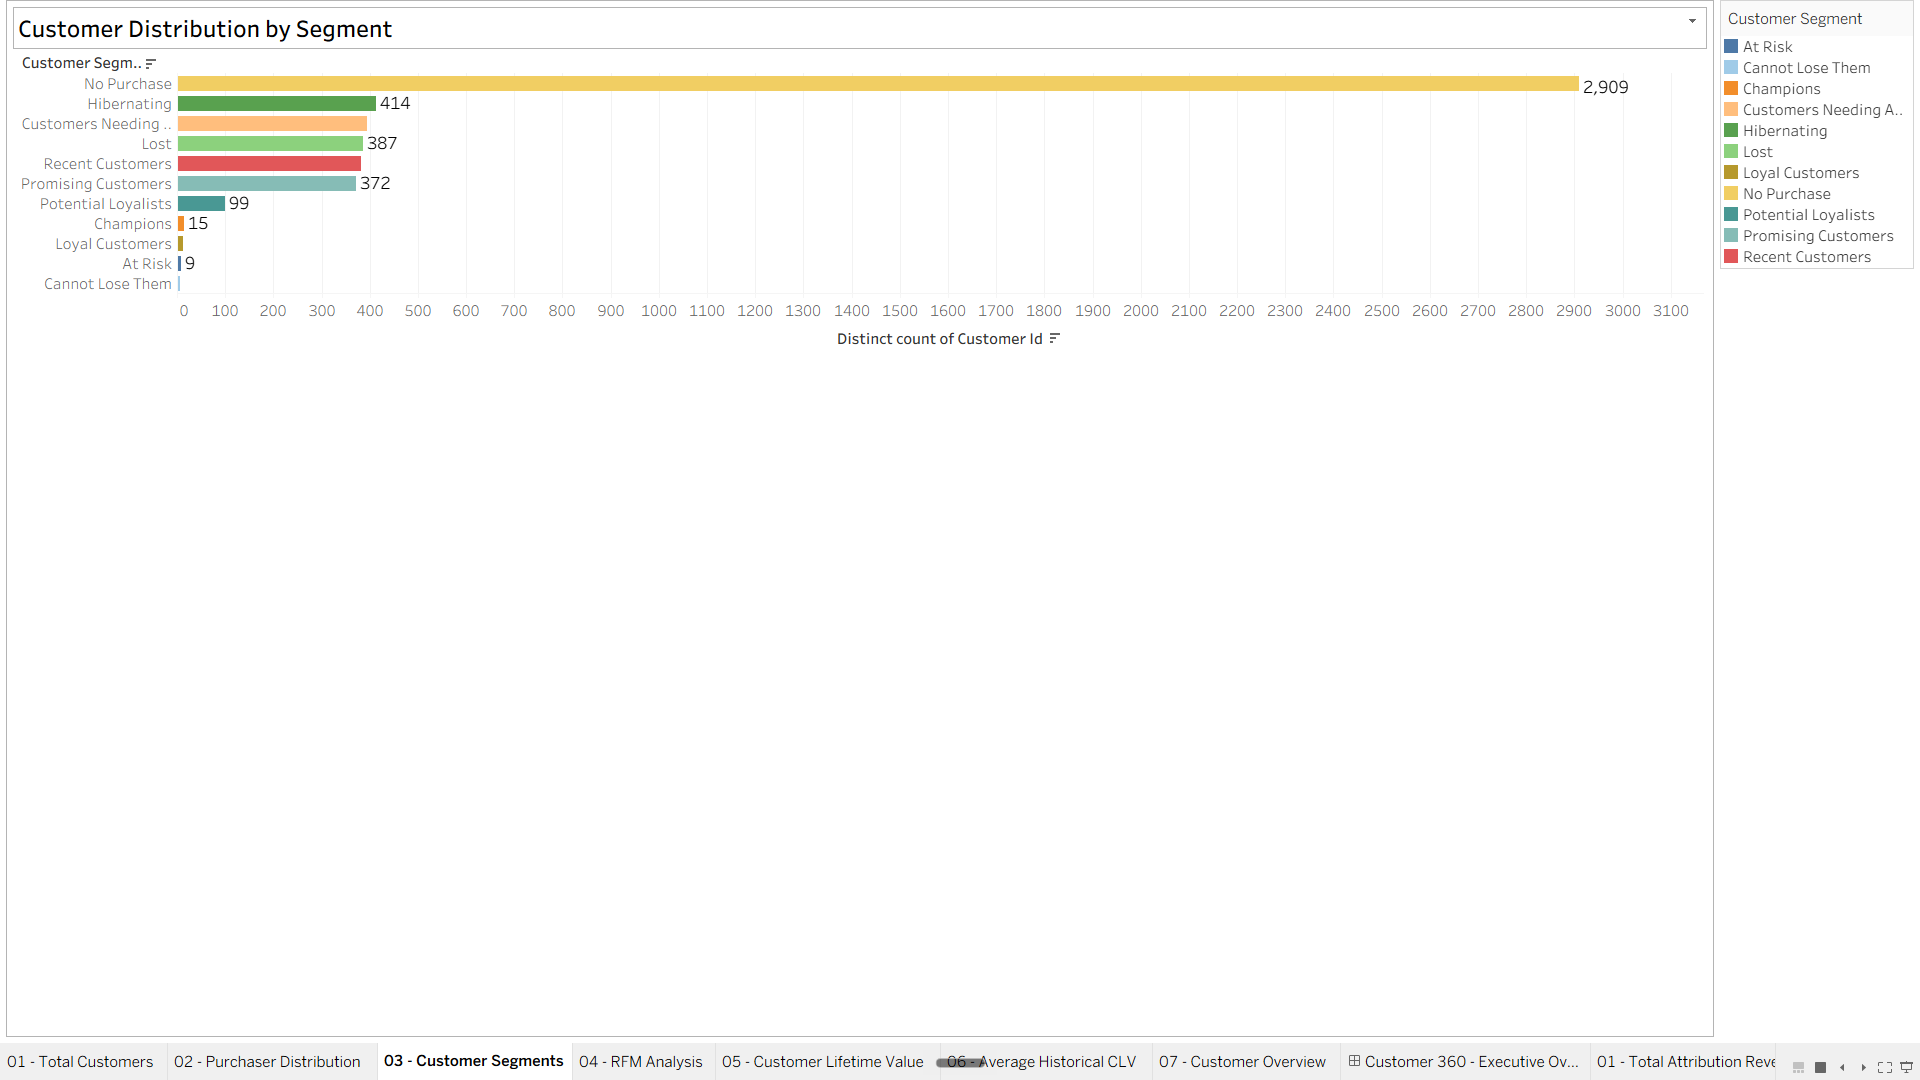 Customer Distribution by Segment
Customer Segm..
No Purchase 2,909
Hibernating 414
Customers Needing ..
Lost 387
Recent Customers
Promising Customers 372
Potential Loyalists 99
Champions 15
Loyal Customers
At Risk 9
Cannot Lose Them
0 100 200 300 400 500 600 700 800 900 1000 1100 1200 1300 1400 1500 1600 1700 1800 1900 2000 2100 2200 2300 2400 2500 2600 2700 2800 2900 3000 3100
Distinct count of Customer Id
Customer Segment
At Risk
Cannot Lose Them
Champions
Customers Needing A..
Hibernating
Lost
Loyal Customers
No Purchase
Potential Loyalists
Promising Customers
Recent Customers
01 - Total Customers 02 - Purchaser Distribution 03 - Customer Segments 04 - RFM Analysis 05 - Customer Lifetime Value 06 - Average Historical CLV 07 - Customer Overview Customer 360 - Executive Ov... 01 - Total Attribution Reve